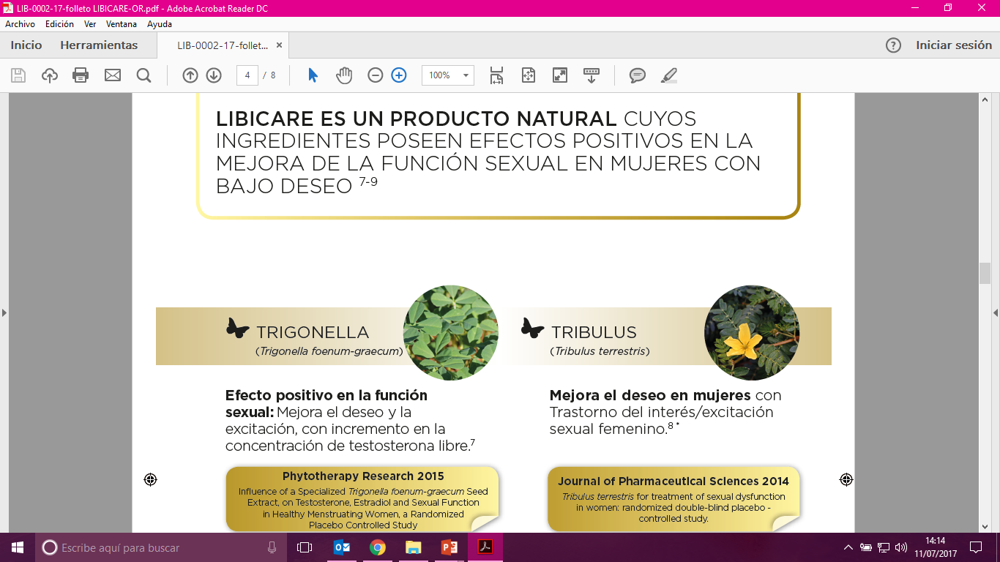 LIB-0002-17-folleto LIBICARE-OR.pdf - Adobe Acrobat Reader DC
Archivo Edición Ver Ventana Ayuda
Inicio Herramientas LIB-0002-17-follet... × Iniciar sesión
4 / 8 100%
LIBICARE ES UN PRODUCTO NATURAL CUYOS
INGREDIENTES POSEEN EFECTOS POSITIVOS EN LA
MEJORA DE LA FUNCIÓN SEXUAL EN MUJERES CON
BAJO DESEO 7-9
TRIGONELLA
(Trigonella foenum-graecum)
Efecto positivo en la función
sexual: Mejora el deseo y la
excitación, con incremento en la
concentración de testosterona libre.7
Phytotherapy Research 2015
Influence of a Specialized Trigonella foenum-graecum Seed
Extract, on Testosterone, Estradiol and Sexual Function
in Healthy Menstruating Women, a Randomized
Placebo Controlled Study
TRIBULUS
(Tribulus terrestris)
Mejora el deseo en mujeres con
Trastorno del interés/excitación
sexual femenino.8 *
Journal of Pharmaceutical Sciences 2014
Tribulus terrestris for treatment of sexual dysfunction
in women: randomized double-blind placebo -
controlled study.
Escribe aquí para buscar
14:14
11/07/2017